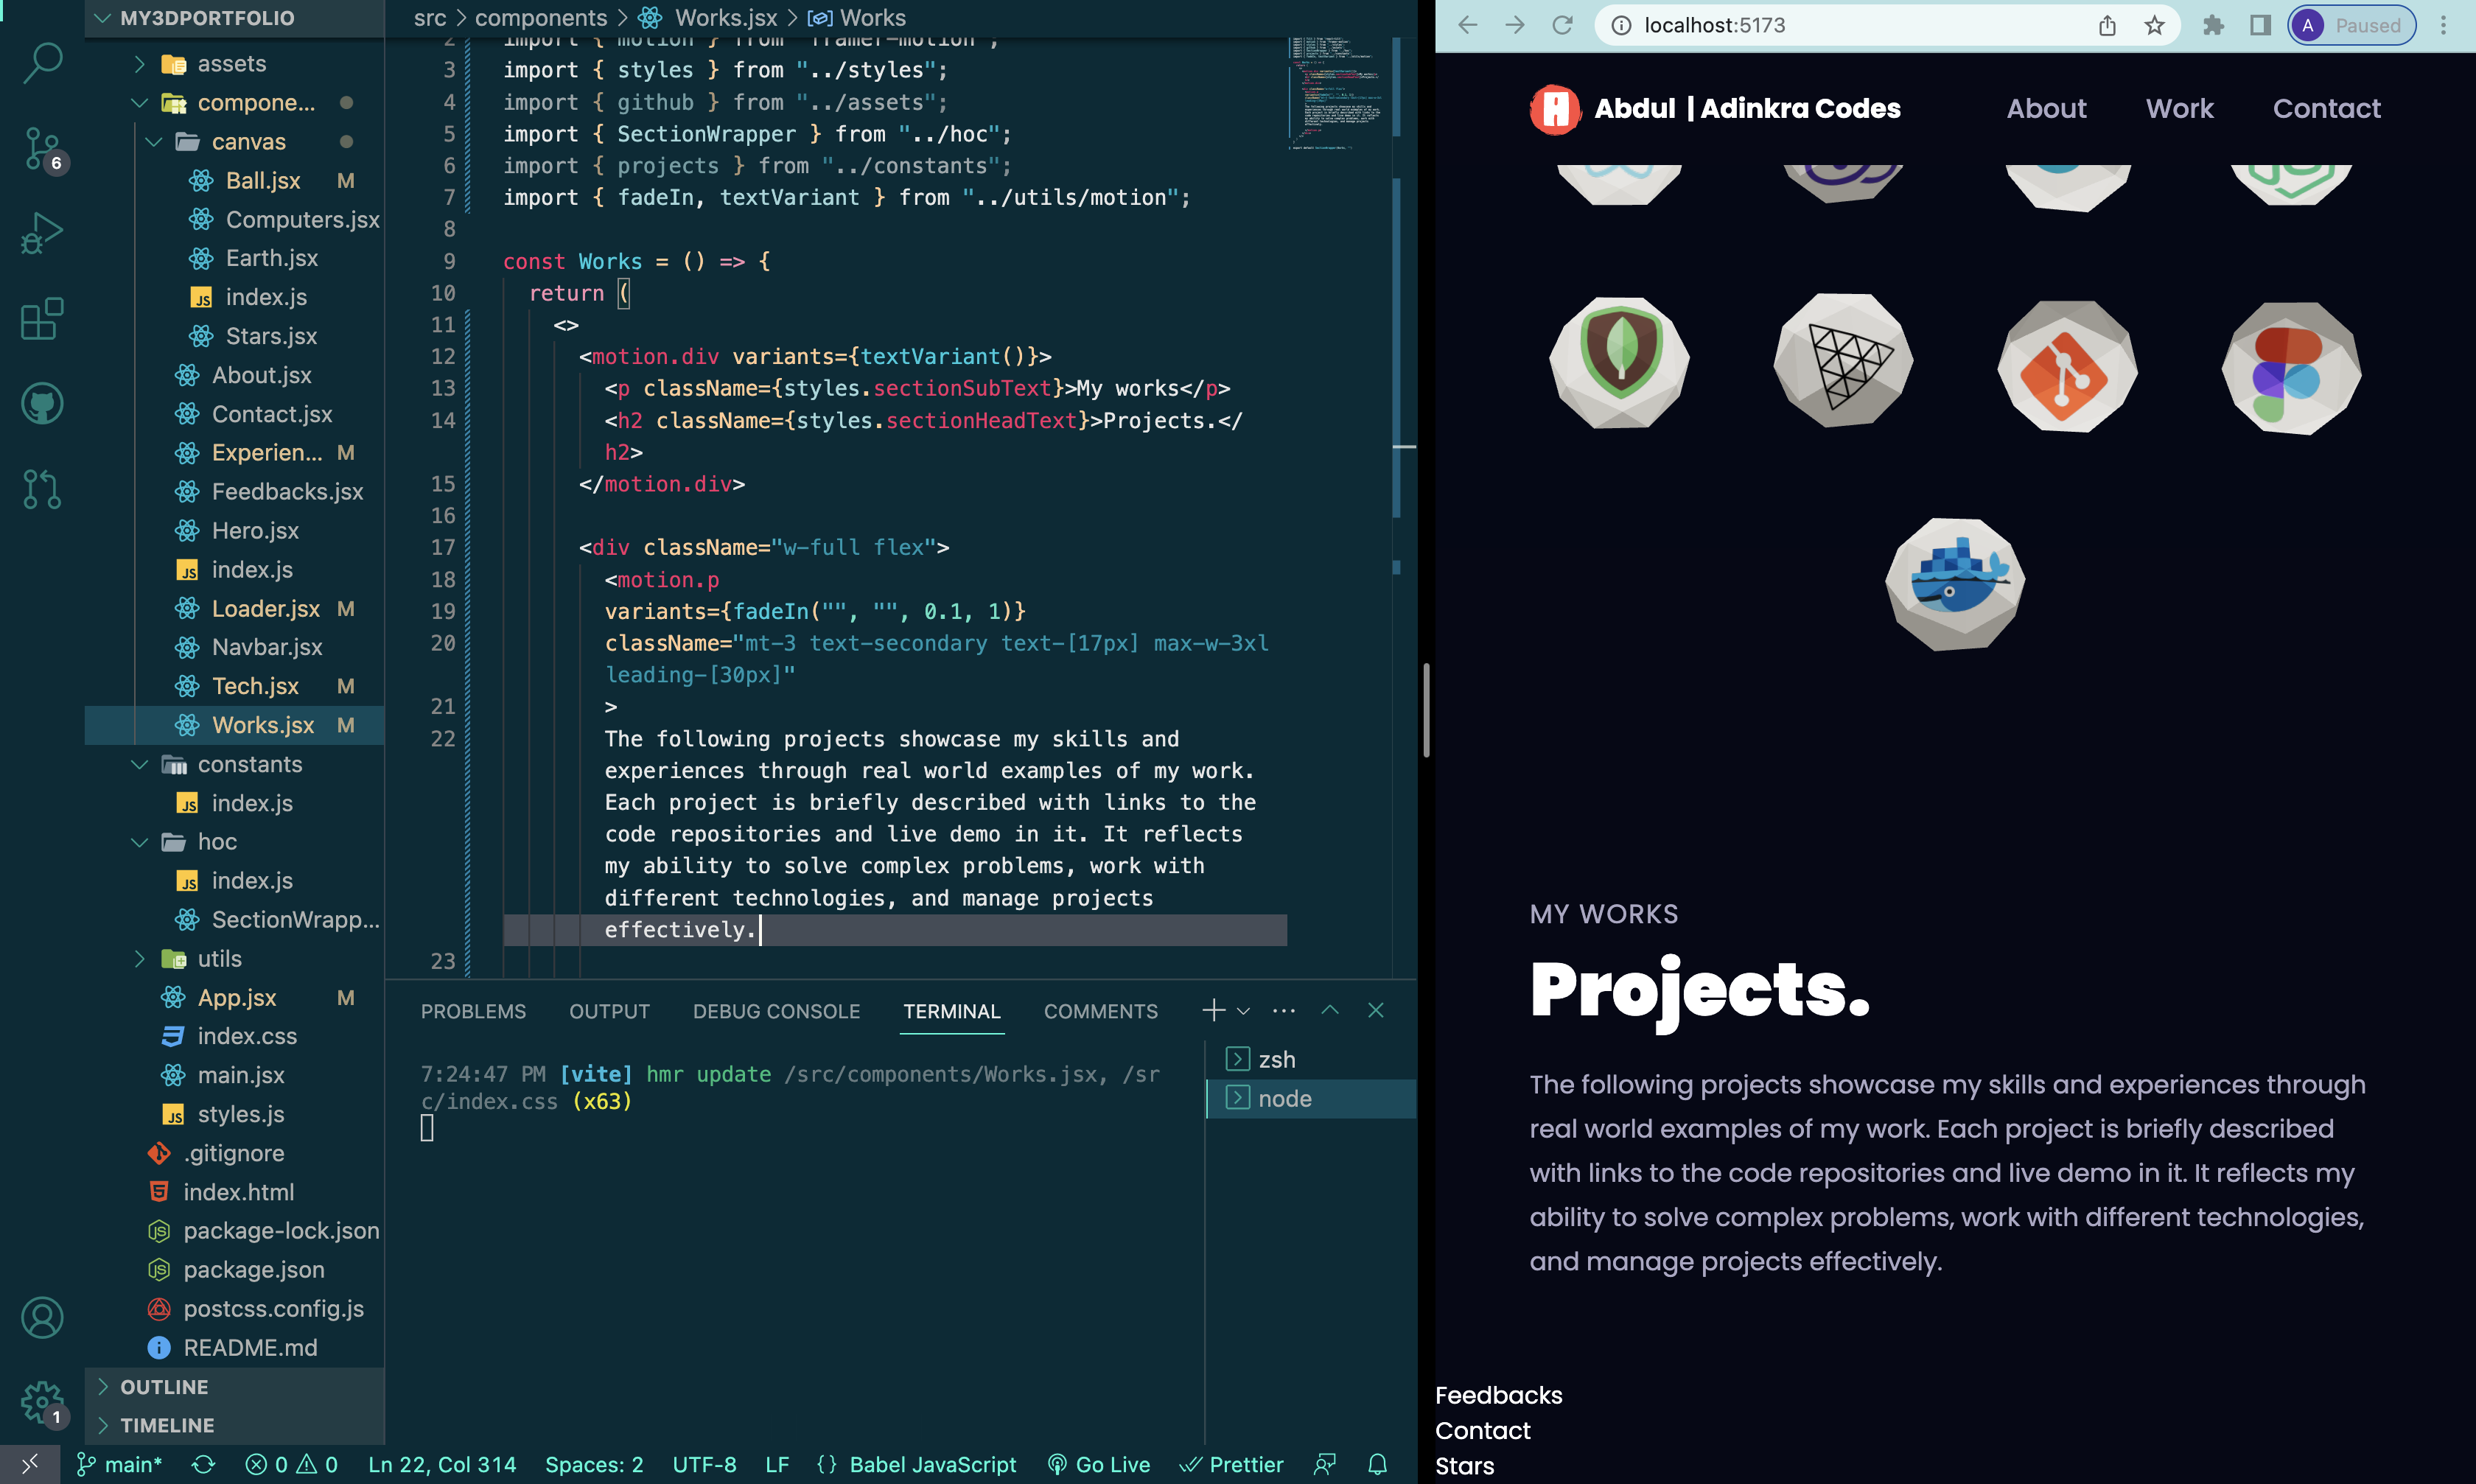 MY3DPORTFOLIO
assets
compone...
canvas
Ball.jsx M
Computers.jsx
Earth.jsx
index.js
Stars.jsx
About.jsx
Contact.jsx
Experien... M
Feedbacks.jsx
Hero.jsx
index.js
Loader.jsx M
Navbar.jsx
Tech.jsx M
Works.jsx M
constants
index.js
hoc
index.js
SectionWrapp...
utils
App.jsx M
index.css
main.jsx
styles.js
.gitignore
index.html
package-lock.json
package.json
postcss.config.js
README.md
OUTLINE
TIMELINE
6
1
src > components > Works.jsx > Works
2 import { motion } from "framer-motion";
3 import { styles } from "../styles";
4 import { github } from "../assets";
5 import { SectionWrapper } from "../hoc";
6 import { projects } from "../constants";
7 import { fadeIn, textVariant } from "../utils/motion";
8
9 const Works = () => {
10 return (
11 <>
12 <motion.div variants={textVariant()}>
13 <p className={styles.sectionSubText}>My works</p>
14 <h2 className={styles.sectionHeadText}>Projects.</
h2>
15 </motion.div>
16
17 <div className="w-full flex">
18 <motion.p
19 variants={fadeIn("", "", 0.1, 1)}
20 className="mt-3 text-secondary text-[17px] max-w-3xl
leading-[30px]"
21 >
22 The following projects showcase my skills and
experiences through real world examples of my work.
Each project is briefly described with links to the
code repositories and live demo in it. It reflects
my ability to solve complex problems, work with
different technologies, and manage projects
effectively.
23
PROBLEMS OUTPUT DEBUG CONSOLE TERMINAL COMMENTS
7:24:47 PM [vite] hmr update /src/components/Works.jsx, /sr
c/index.css (x63)
zsh
node
main* 0 0 Ln 22, Col 314 Spaces: 2 UTF-8 LF {} Babel JavaScript Go Live Prettier
localhost:5173
A Paused
Abdul | Adinkra Codes
About Work Contact
MY WORKS
Projects.
The following projects showcase my skills and experiences through
real world examples of my work. Each project is briefly described
with links to the code repositories and live demo in it. It reflects my
ability to solve complex problems, work with different technologies,
and manage projects effectively.
Feedbacks
Contact
Stars